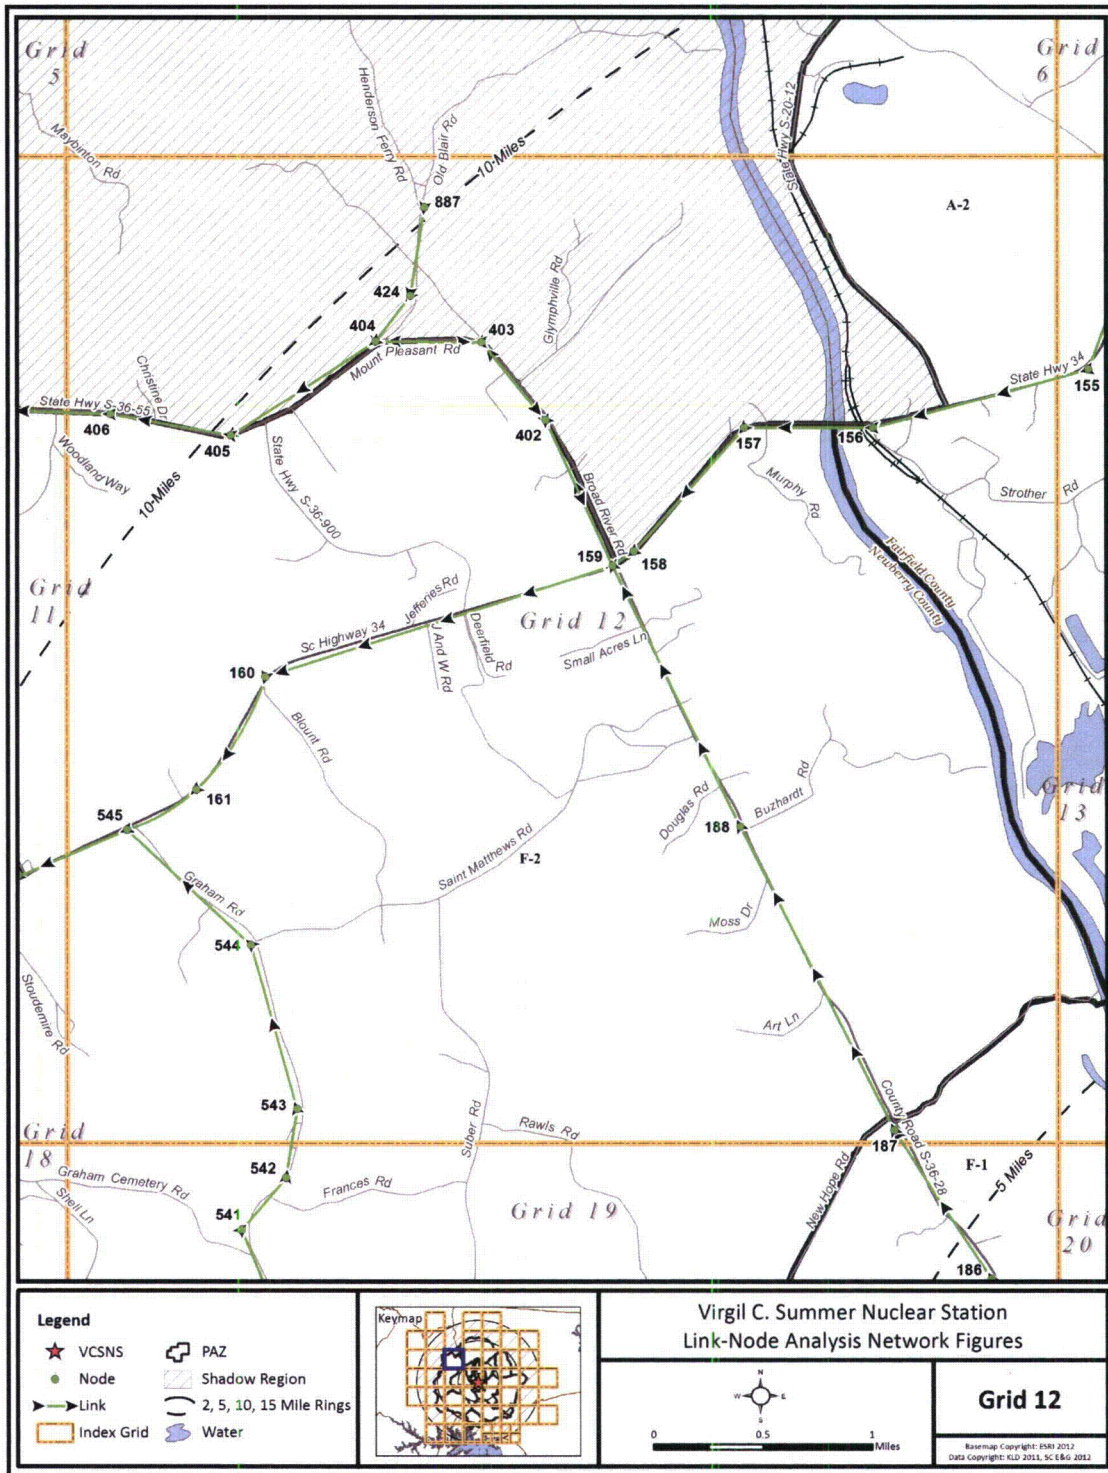 Grid
5
Grid
6
Henderson Ferry Rd
Old Blair Rd
State Hwy S-20-12
Maybinton Rd
10-Miles
State Hwy S-20-12
887
A-2
Glymphville Rd
424
404
403
Mount Pleasant Rd
Christine Dr
State Hwy 34
155
State Hwy S-36-55
406
405
402
157
156
Woodland Way
State Hwy S-36-900
10-Miles
Broad River Rd
Murphy Rd
Strother Rd
159
158
Fairfield County
Newberry County
Grid
11
Jefferies Rd
Grid 12
Sc Highway 34
J And W Rd
Deerfield Rd
Small Acres Ln
160
Blount Rd
161
545
Douglas Rd
Buzhardt Rd
Grid
13
188
Saint Matthews Rd
F-2
Graham Rd
544
Moss Dr
Stoudemire Rd
Art Ln
543
County Road S-36-28
Suber Rd
Rawls Rd
Grid
18
187
542
F-1
5 Miles
Graham Cemetery Rd
Frances Rd
New Hope Rd
Shell Ln
541
Grid 19
Grid
20
186
Legend
VCSNS
PAZ
Node
Shadow Region
Link
2, 5, 10, 15 Mile Rings
Index Grid
Water
Keymap
Virgil C. Summer Nuclear Station
Link-Node Analysis Network Figures
N
W
E
S
0
0.5
1
Miles
Grid 12
Basemap Copyright: ESRI 2012
Data Copyright: KLD 2011, SC E&G 2012